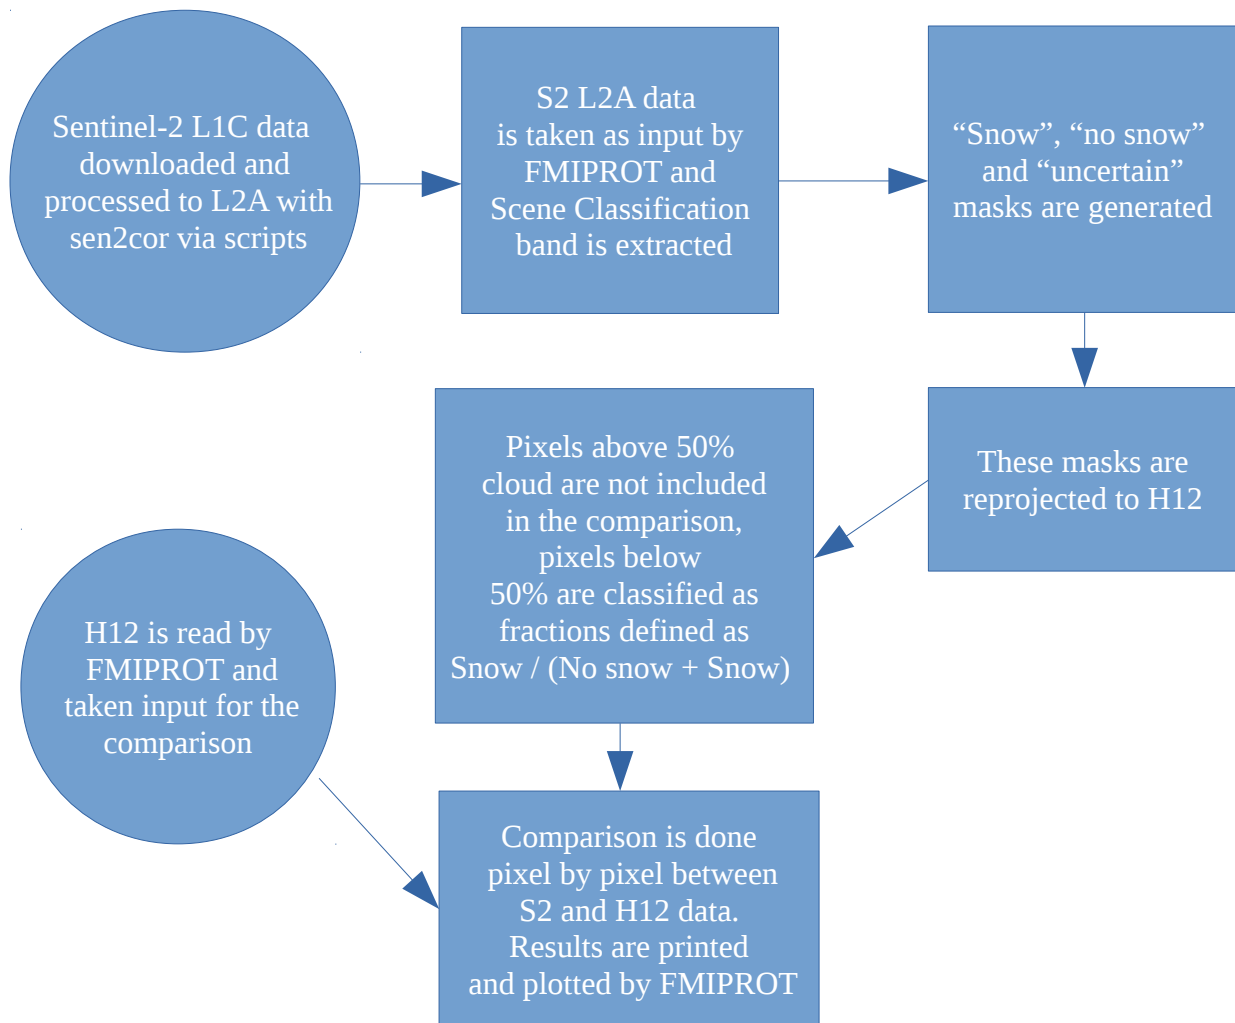 Sentinel-2 L1C data
downloaded and
processed to L2A with
sen2cor via scripts
S2 L2A data
is taken as input by
FMIPROT and
Scene Classification
band is extracted
“Snow”, “no snow”
and “uncertain”
masks are generated
These masks are
reprojected to H12
Pixels above 50%
cloud are not included
in the comparison,
pixels below
50% are classified as
fractions defined as
Snow / (No snow + Snow)
H12 is read by
FMIPROT and
taken input for the
comparison
Comparison is done
pixel by pixel between
S2 and H12 data.
Results are printed
and plotted by FMIPROT